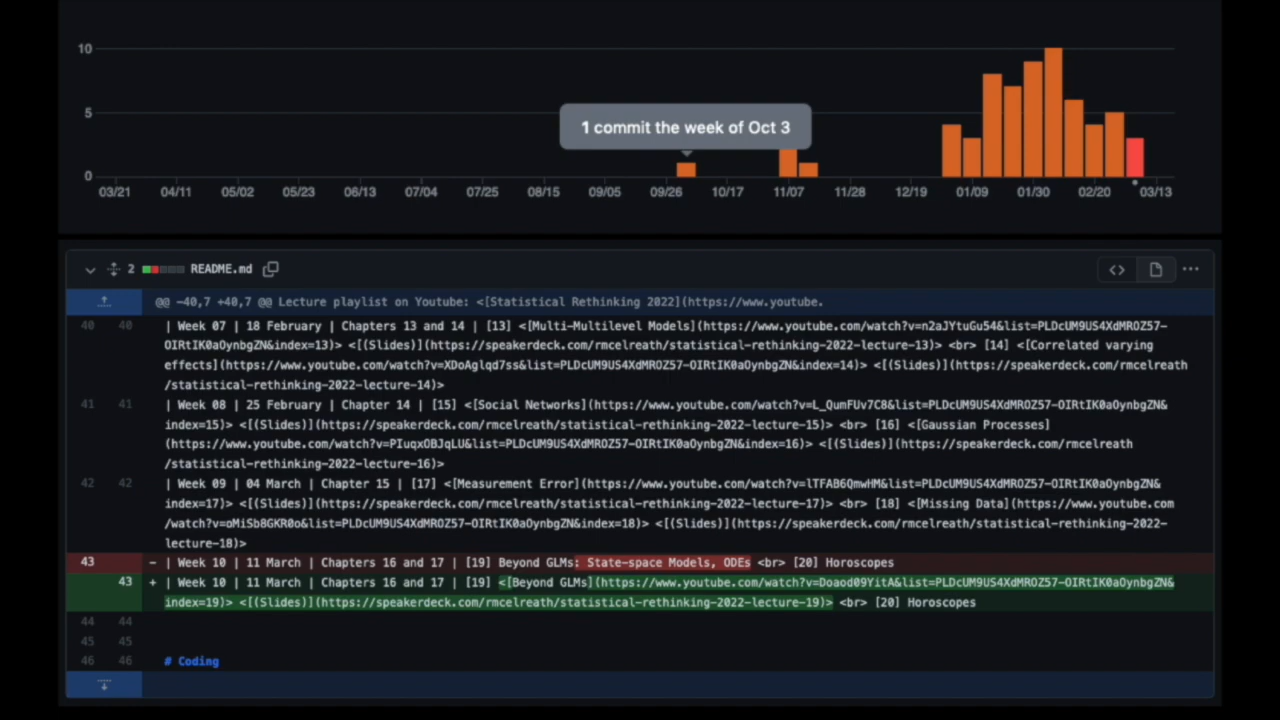 10
5
1 commit the week of Oct 3
0
03/21 04/11 05/02 05/23 06/13 07/04 07/25 08/15 09/05 09/26 10/17 11/07 11/28 12/19 01/09 01/30 02/20 03/13
2 README.md
@@ -40,7 +40,7 @@ Lecture playlist on Youtube: <[Statistical Rethinking 2022](https://www.youtube.
40 40 | Week 07 | 18 February | Chapters 13 and 14 | [13] <[Multi-Multilevel Models](https://www.youtube.com/watch?v=n2aJYtuGu54&list=PLDcUM9US4XdMROZ57-
OIRtIK0aOynbgZN&index=13)> <[(Slides)](https://speakerdeck.com/rmcelreath/statistical-rethinking-2022-lecture-13)> <br> [14] <[Correlated varying
effects](https://www.youtube.com/watch?v=XDoAglqd7ss&list=PLDcUM9US4XdMROZ57-OIRtIK0aOynbgZN&index=14)> <[(Slides)](https://speakerdeck.com/rmcelreath
/statistical-rethinking-2022-lecture-14)>
41 41 | Week 08 | 25 February | Chapter 14 | [15] <[Social Networks](https://www.youtube.com/watch?v=L_QumFUv7C8&list=PLDcUM9US4XdMROZ57-OIRtIK0aOynbgZN&
index=15)> <[(Slides)](https://speakerdeck.com/rmcelreath/statistical-rethinking-2022-lecture-15)> <br> [16] <[Gaussian Processes]
(https://www.youtube.com/watch?v=PIuqxOBJqLU&list=PLDcUM9US4XdMROZ57-OIRtIK0aOynbgZN&index=16)> <[(Slides)](https://speakerdeck.com/rmcelreath
/statistical-rethinking-2022-lecture-16)>
42 42 | Week 09 | 04 March | Chapter 15 | [17] <[Measurement Error](https://www.youtube.com/watch?v=lTFAB6QmwHM&list=PLDcUM9US4XdMROZ57-OIRtIK0aOynbgZN&
index=17)> <[(Slides)](https://speakerdeck.com/rmcelreath/statistical-rethinking-2022-lecture-17)> <br> [18] <[Missing Data](https://www.youtube.com
/watch?v=oMiSb8GKR0o&list=PLDcUM9US4XdMROZ57-OIRtIK0aOynbgZN&index=18)> <[(Slides)](https://speakerdeck.com/rmcelreath/statistical-rethinking-2022-
lecture-18)>
43 - | Week 10 | 11 March | Chapters 16 and 17 | [19] Beyond GLMs: State-space Models, ODEs <br> [20] Horoscopes
43 + | Week 10 | 11 March | Chapters 16 and 17 | [19] <[Beyond GLMs](https://www.youtube.com/watch?v=Doaod09YitA&list=PLDcUM9US4XdMROZ57-OIRtIK0aOynbgZN&
index=19)> <[(Slides)](https://speakerdeck.com/rmcelreath/statistical-rethinking-2022-lecture-19)> <br> [20] Horoscopes
44 44
45 45
46 46 # Coding